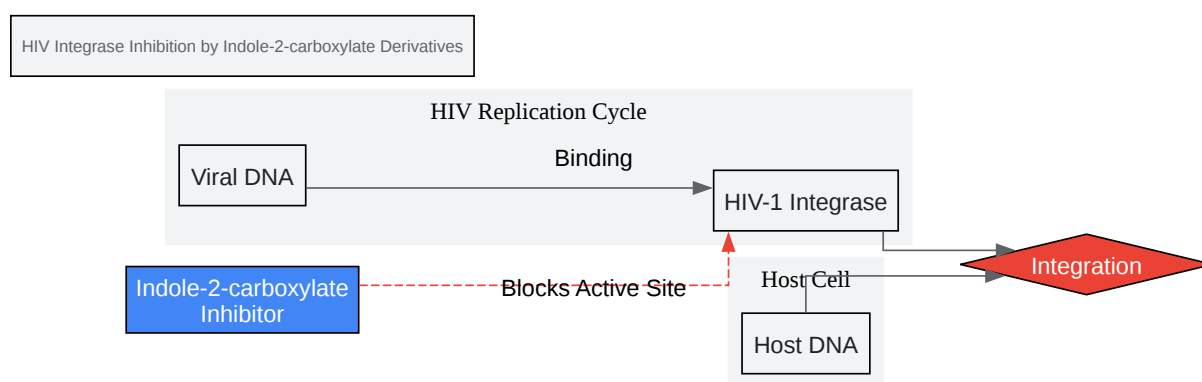 HIV Integrase Inhibition by Indole-2-carboxylate Derivatives
HIV Replication Cycle
Binding
Viral DNA
HIV-1 Integrase
Integration
Host Cell
Indole-2-carboxylate
Inhibitor
Blocks Active Site
Host DNA